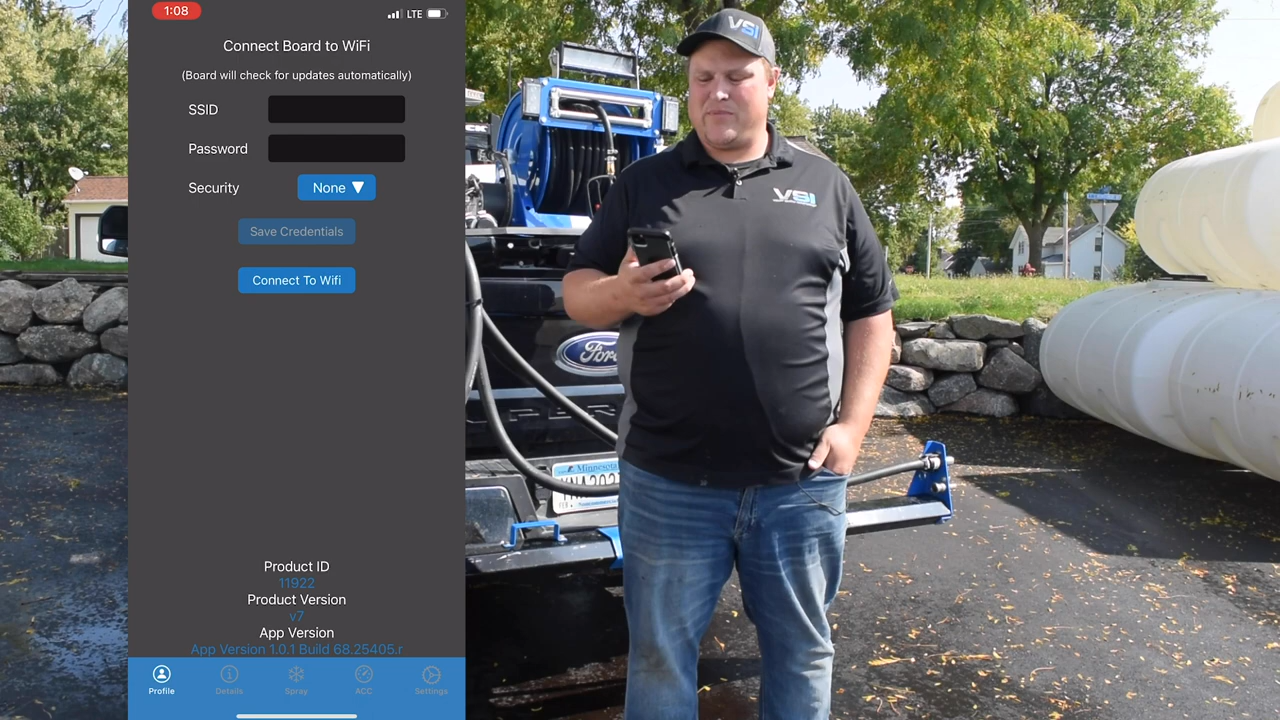 1:08
LTE
Connect Board to WiFi
(Board will check for updates automatically)
SSID
Password
Security
None
Save Credentials
Connect To Wifi
Product ID
11922
Product Version
v7
App Version
App Version 1.0.1 Build 68.25405.r
Profile
Details
Spray
ACC
Settings
VSI
VSI
Ford
Minnesota